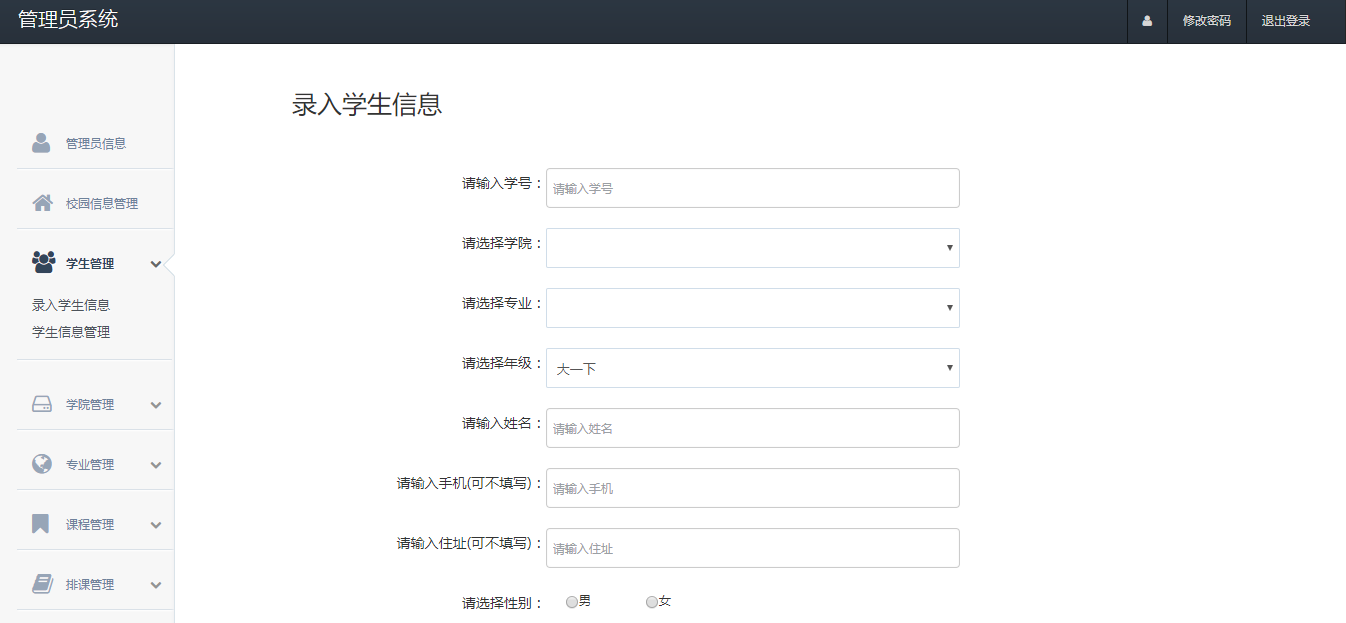 管理员系统
修改密码
退出登录
管理员信息
校园信息管理
学生管理
录入学生信息
学生信息管理
学院管理
专业管理
课程管理
排课管理
录入学生信息
请输入学号： 请输入学号
请选择学院：
请选择专业：
请选择年级： 大一下
请输入姓名： 请输入姓名
请输入手机(可不填写)： 请输入手机
请输入住址(可不填写)： 请输入住址
请选择性别： 男 女